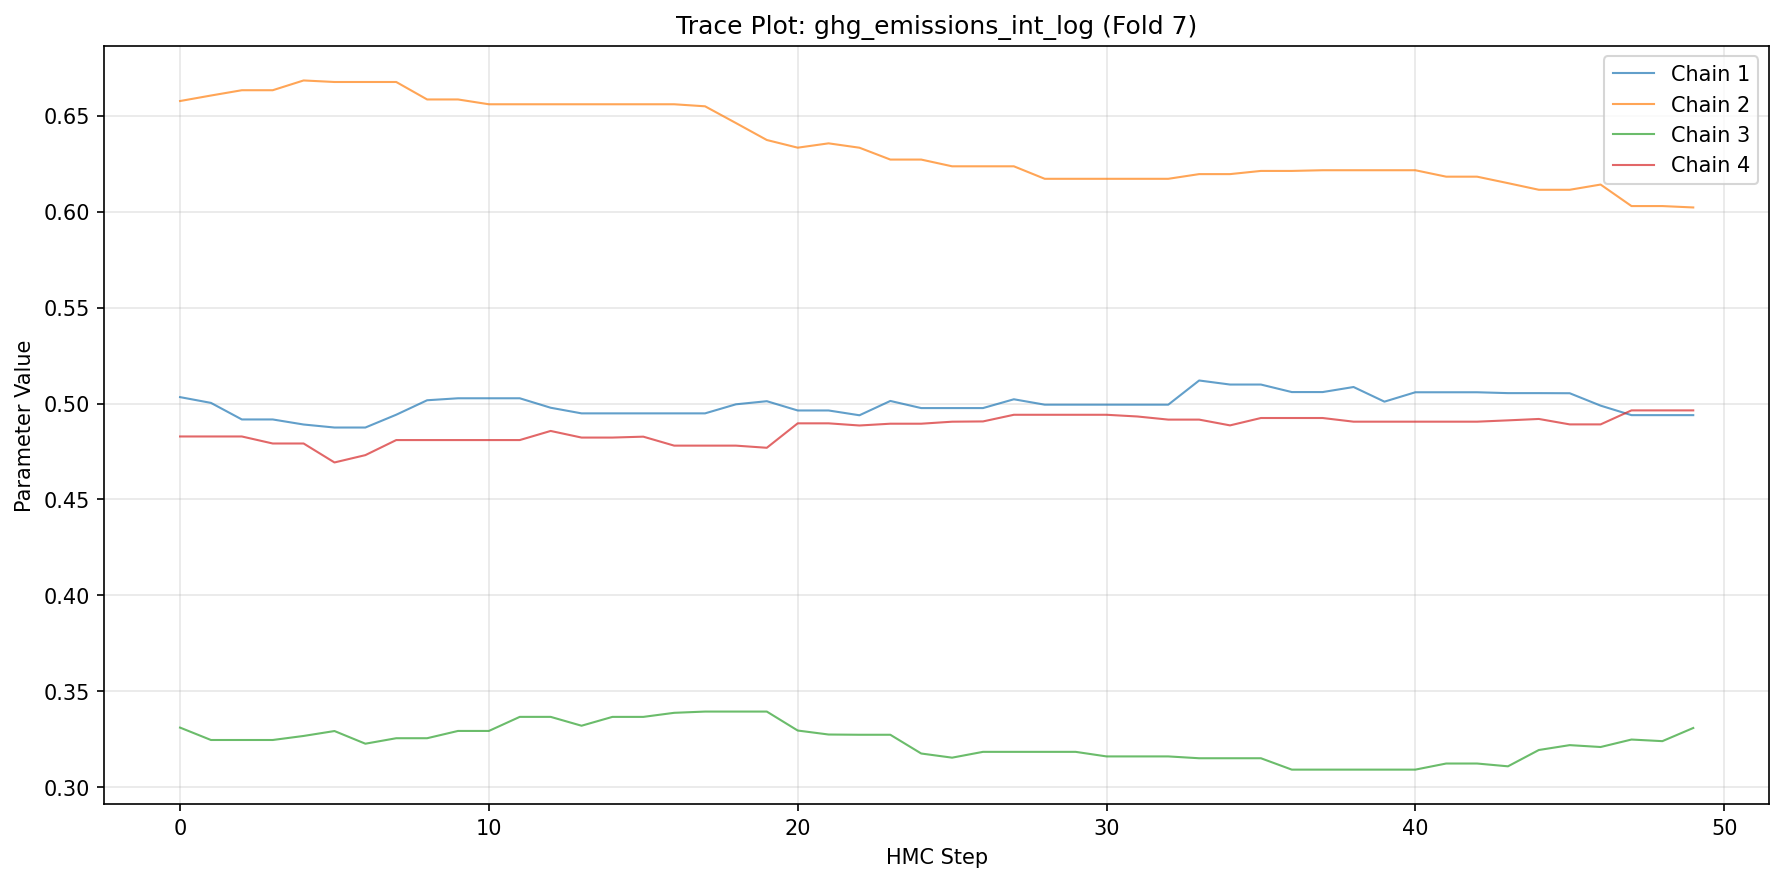 Trace Plot: ghg_emissions_int_log (Fold 7)
Chain 1
Chain 2
Chain 3
Chain 4
Parameter Value
0.65
0.60
0.55
0.50
0.45
0.40
0.35
0.30
0 10 20 30 40 50
HMC Step